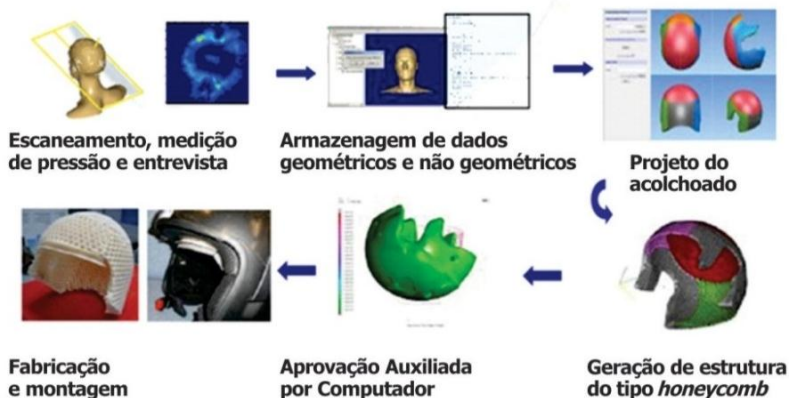 Escaneamento, medição
de pressão e entrevista
Armazenagem de dados
geométricos e não geométricos
Projeto do
acolchoado
Geração de estrutura
do tipo honeycomb
Aprovação Auxiliada
por Computador
Fabricação
e montagem